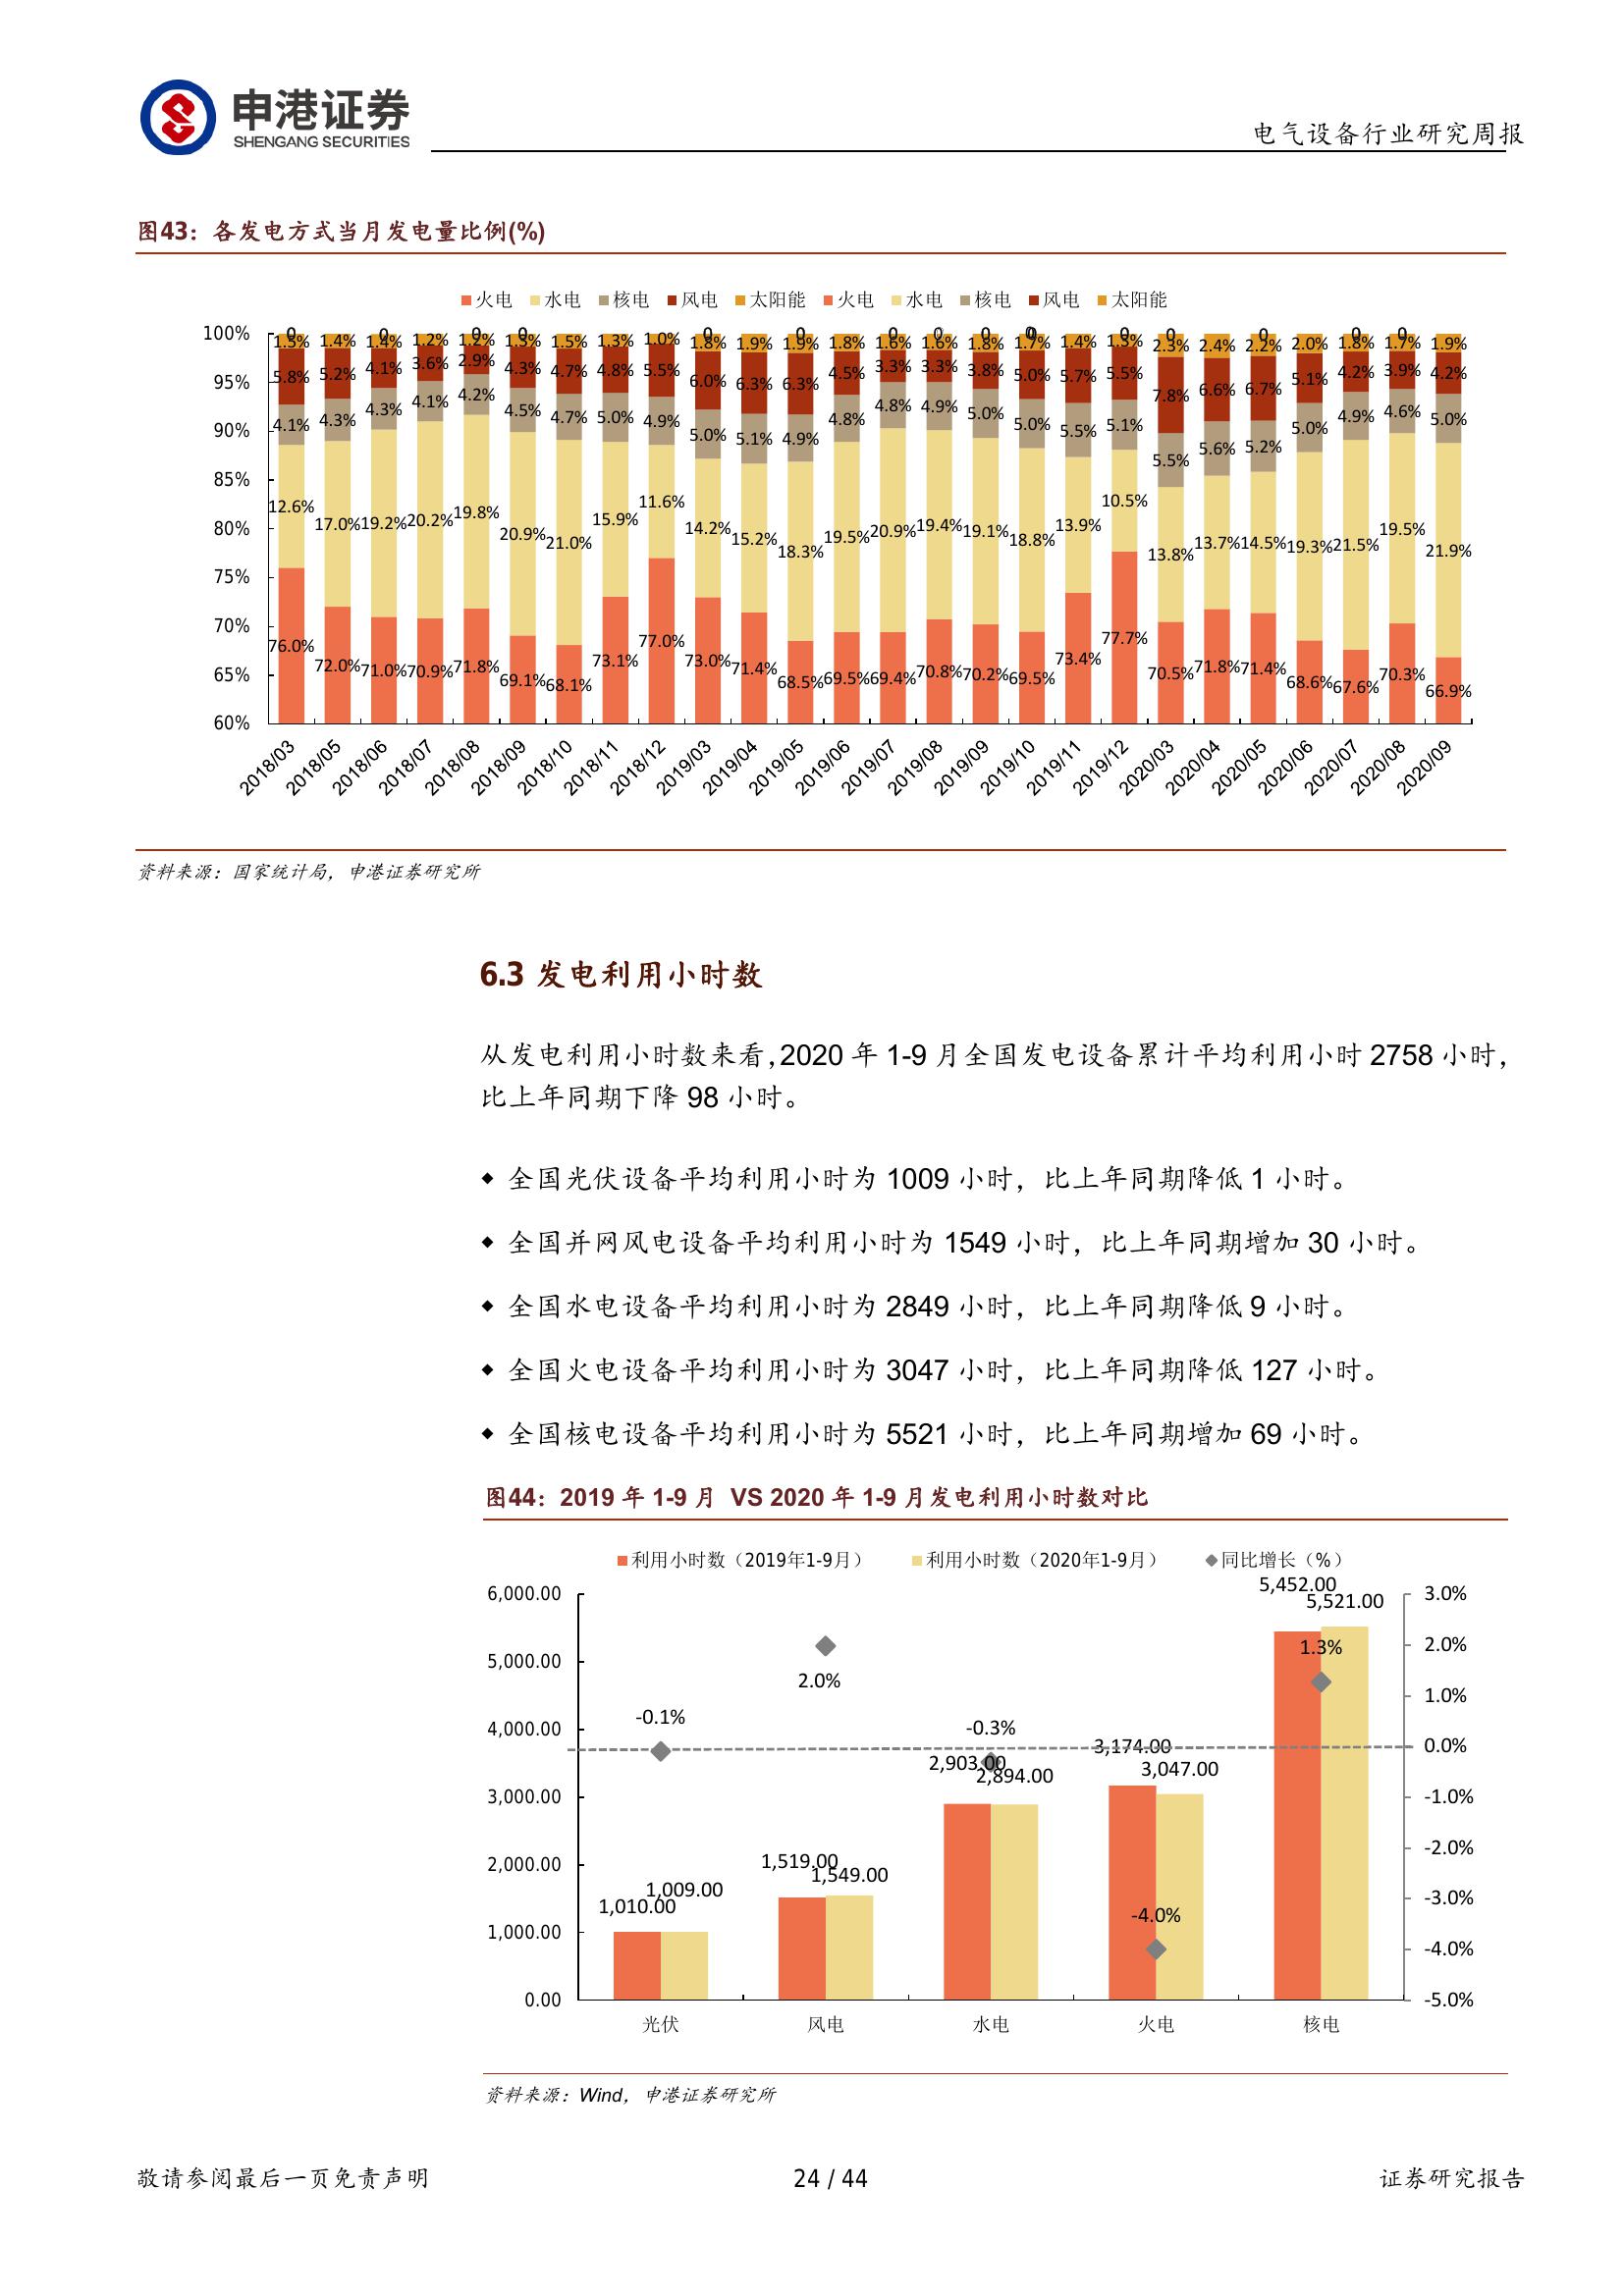 申港证券
SHENGANG SECURITIES
电气设备行业研究周报
图43：各发电方式当月发电量比例(%)
火电 水电 核电 风电 太阳能 火电 水电 核电 风电 太阳能
100%
95%
90%
85%
80%
75%
70%
65%
60%
0 0 0 0 0 0 0 0 0 0 0 0 0 0 0
1.5% 1.4% 1.4% 1.2% 1.2% 1.3% 1.5% 1.3% 1.0% 1.8% 1.9% 1.9% 1.8% 1.6% 1.6% 1.8% 1.7% 1.4% 1.3% 2.3% 2.4% 2.2% 2.0% 1.8% 1.7% 1.9%
5.8% 5.2% 4.1% 3.6% 2.9% 4.3% 4.7% 4.8% 5.5% 6.0% 6.3% 6.3% 4.5% 3.3% 3.3% 3.8% 5.0% 5.7% 5.5% 7.8% 6.6% 6.7% 5.1% 4.2% 3.9% 4.2%
4.1% 4.3% 4.3% 4.1% 4.2% 4.5% 4.7% 5.0% 4.9% 5.0% 5.1% 4.9% 4.8% 4.8% 4.9% 5.0% 5.0% 5.5% 5.1% 5.5% 5.6% 5.2% 5.0% 4.9% 4.6% 5.0%
12.6% 17.0% 19.2% 20.2% 19.8% 20.9% 21.0% 15.9% 11.6% 14.2% 15.2% 18.3% 19.5% 20.9% 19.4% 19.1% 18.8% 13.9% 10.5% 13.8% 13.7% 14.5% 19.3% 21.5% 19.5% 21.9%
76.0% 72.0% 71.0% 70.9% 71.8% 69.1% 68.1% 73.1% 77.0% 73.0% 71.4% 68.5% 69.5% 69.4% 70.8% 70.2% 69.5% 73.4% 77.7% 70.5% 71.8% 71.4% 68.6% 67.6% 70.3% 66.9%
2018/03 2018/05 2018/06 2018/07 2018/08 2018/09 2018/10 2018/11 2018/12 2019/03 2019/04 2019/05 2019/06 2019/07 2019/08 2019/09 2019/10 2019/11 2019/12 2020/03 2020/04 2020/05 2020/06 2020/07 2020/08 2020/09
资料来源：国家统计局，申港证券研究所
6.3 发电利用小时数
从发电利用小时数来看，2020 年 1-9 月全国发电设备累计平均利用小时 2758 小时，
比上年同期下降 98 小时。
◆ 全国光伏设备平均利用小时为 1009 小时，比上年同期降低 1 小时。
◆ 全国并网风电设备平均利用小时为 1549 小时，比上年同期增加 30 小时。
◆ 全国水电设备平均利用小时为 2849 小时，比上年同期降低 9 小时。
◆ 全国火电设备平均利用小时为 3047 小时，比上年同期降低 127 小时。
◆ 全国核电设备平均利用小时为 5521 小时，比上年同期增加 69 小时。
图44：2019 年 1-9 月 VS 2020 年 1-9 月发电利用小时数对比
利用小时数（2019年1-9月） 利用小时数（2020年1-9月） 同比增长（%）
6,000.00
5,000.00
4,000.00
3,000.00
2,000.00
1,000.00
0.00
1,010.00 1,009.00 1,519.00 1,549.00 2,903.00 2,894.00 3,174.00 3,047.00 5,452.00 5,521.00
-0.1% 2.0% -0.3% -4.0% 1.3%
3.0%
2.0%
1.0%
0.0%
-1.0%
-2.0%
-3.0%
-4.0%
-5.0%
光伏 风电 水电 火电 核电
资料来源：Wind，申港证券研究所
敬请参阅最后一页免责声明
24 / 44
证券研究报告